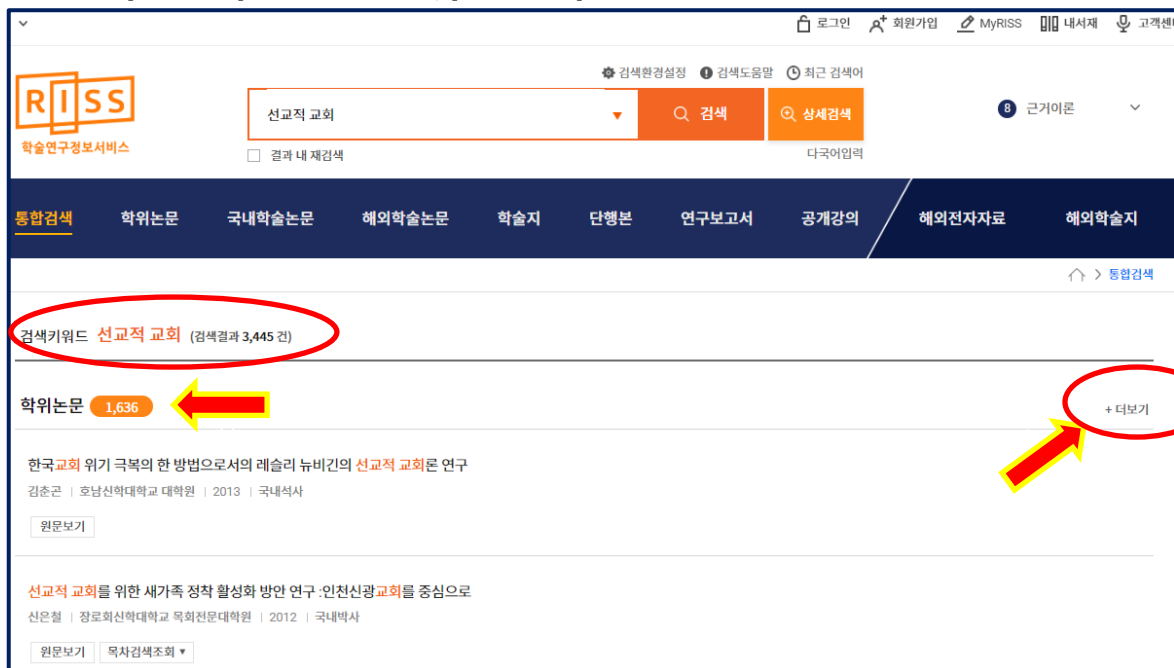 로그인 회원가입 MyRISS 내서재 고객센
검색환경설정 검색도움말 최근 검색어
RISS
학술연구정보서비스
선교적 교회 검색 상세검색
8 근거이론
결과 내 재검색 다국어입력
통합검색 학위논문 국내학술논문 해외학술논문 학술지 단행본 연구보고서 공개강의 해외전자자료 해외학술지
> 통합검색
검색키워드 선교적 교회 (검색결과 3,445 건)
학위논문 1,636 + 더보기
한국교회 위기 극복의 한 방법으로서의 레슬리 뉴비긴의 선교적 교회론 연구
김춘곤 | 호남신학대학교 대학원 | 2013 | 국내석사
원문보기
선교적 교회를 위한 새가족 정착 활성화 방안 연구 :인천신광교회를 중심으로
신은철 | 장로회신학대학교 목회전문대학원 | 2012 | 국내박사
원문보기 목차검색조회 ▼